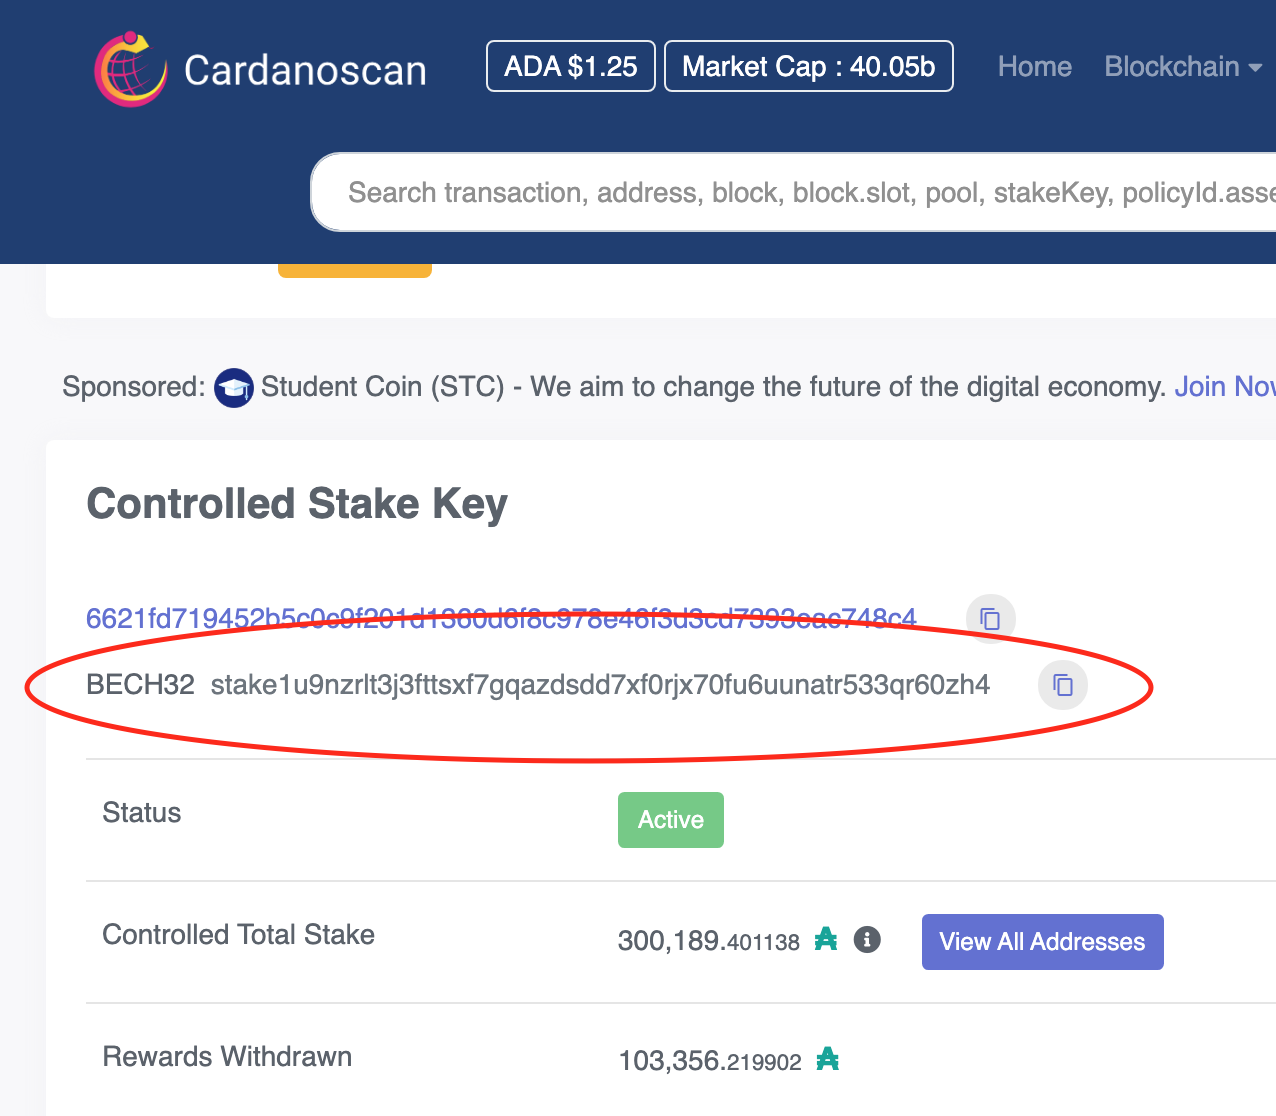 Cardanoscan ADA $1.25 Market Cap : 40.05b Home Blockchain
Search transaction, address, block, block.slot, pool, stakeKey, policyId.asse
Sponsored: Student Coin (STC) - We aim to change the future of the digital economy. Join Now
Controlled Stake Key
6621fd719452b5c0c9f201d1360d6f8c978e46f3d3cd7393eac748c4
BECH32 stake1u9nzrlt3j3fttsxf7gqazdsdd7xf0rjx70fu6uunatr533qr60zh4
Status Active
Controlled Total Stake 300,189.401138 ₳ View All Addresses
Rewards Withdrawn 103,356.219902 ₳